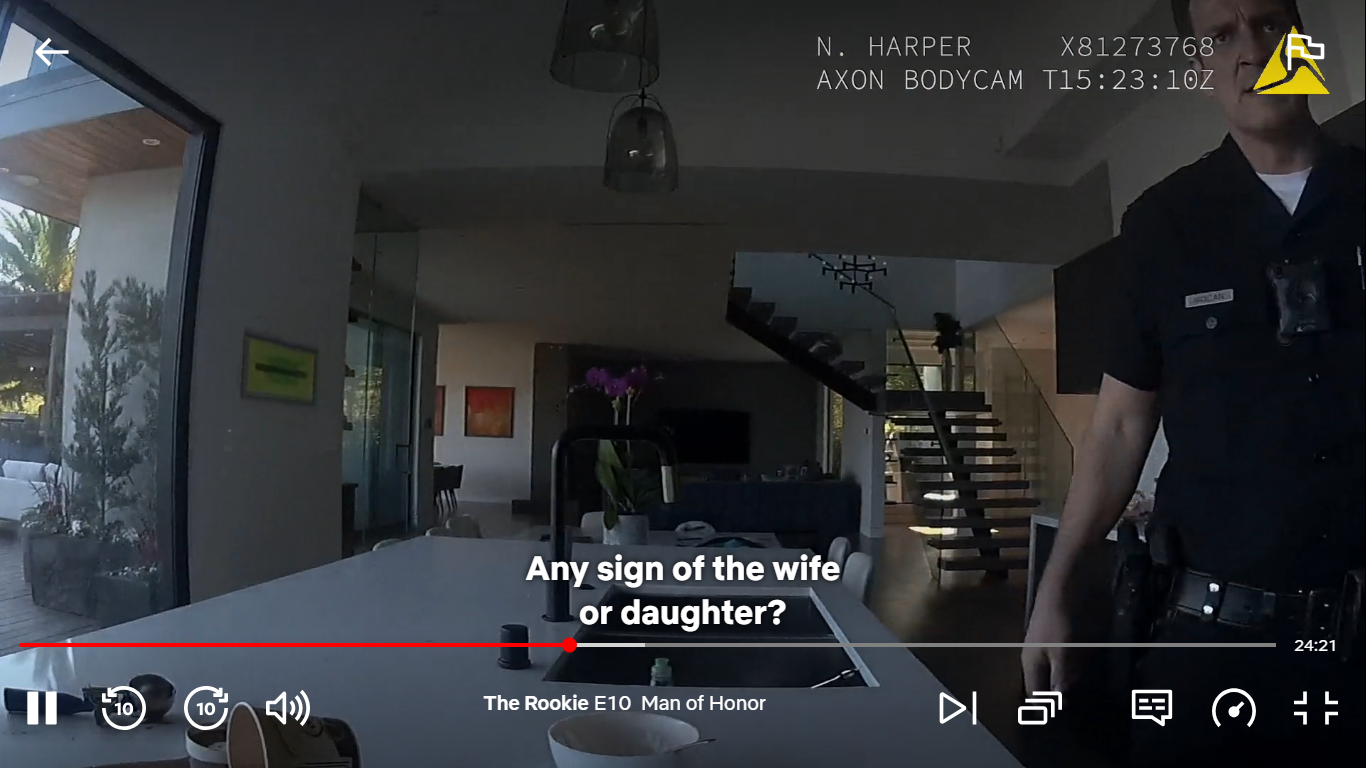 N. HARPER X81273768
AXON BODYCAM T15:23:10Z
Any sign of the wife
or daughter?
24:21
10
10
The Rookie E10 Man of Honor